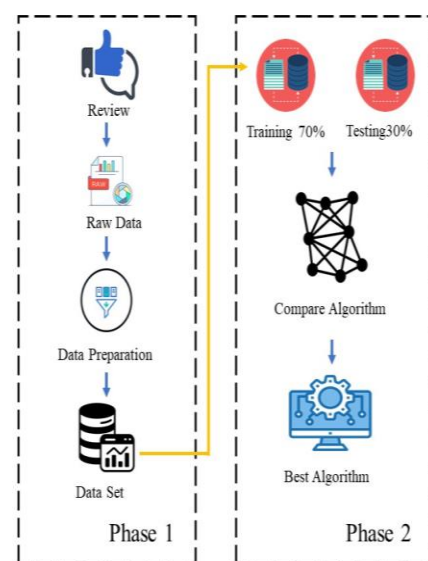 Review
Raw Data
Data Preparation
Data Set
Phase 1
Training 70%
Testing30%
Compare Algorithm
Best Algorithm
Phase 2